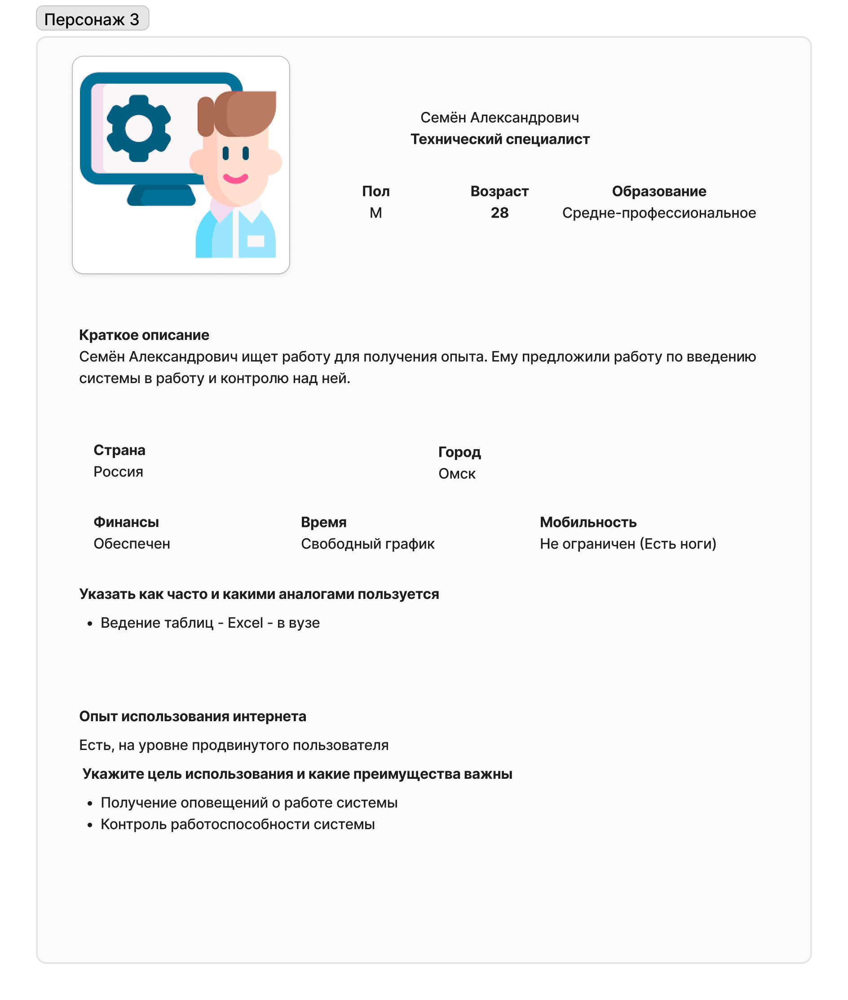 Персонаж 3
Семён Александрович
Технический специалист
Пол
М
Возраст
28
Образование
Средне-профессиональное
Краткое описание
Семён Александрович ищет работу для получения опыта. Ему предложили работу по введению
системы в работу и контролю над ней.
Страна
Россия
Город
Омск
Финансы
Обеспечен
Время
Свободный график
Мобильность
Не ограничен (Есть ноги)
Указать как часто и какими аналогами пользуется
• Ведение таблиц - Excel - в вузе
Опыт использования интернета
Есть, на уровне продвинутого пользователя
Укажите цель использования и какие преимущества важны
• Получение оповещений о работе системы
• Контроль работоспособности системы